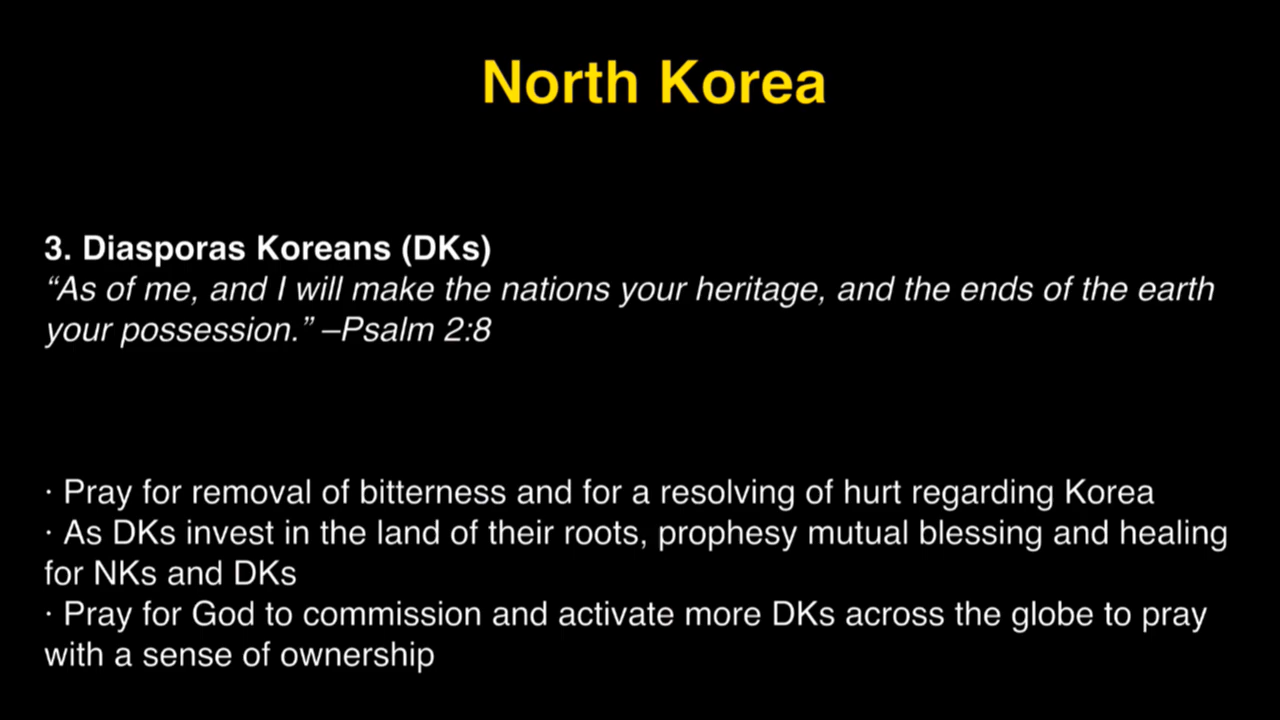 North Korea
3. Diasporas Koreans (DKs)
“As of me, and I will make the nations your heritage, and the ends of the earth
your possession.” –Psalm 2:8
· Pray for removal of bitterness and for a resolving of hurt regarding Korea
· As DKs invest in the land of their roots, prophesy mutual blessing and healing
for NKs and DKs
· Pray for God to commission and activate more DKs across the globe to pray
with a sense of ownership